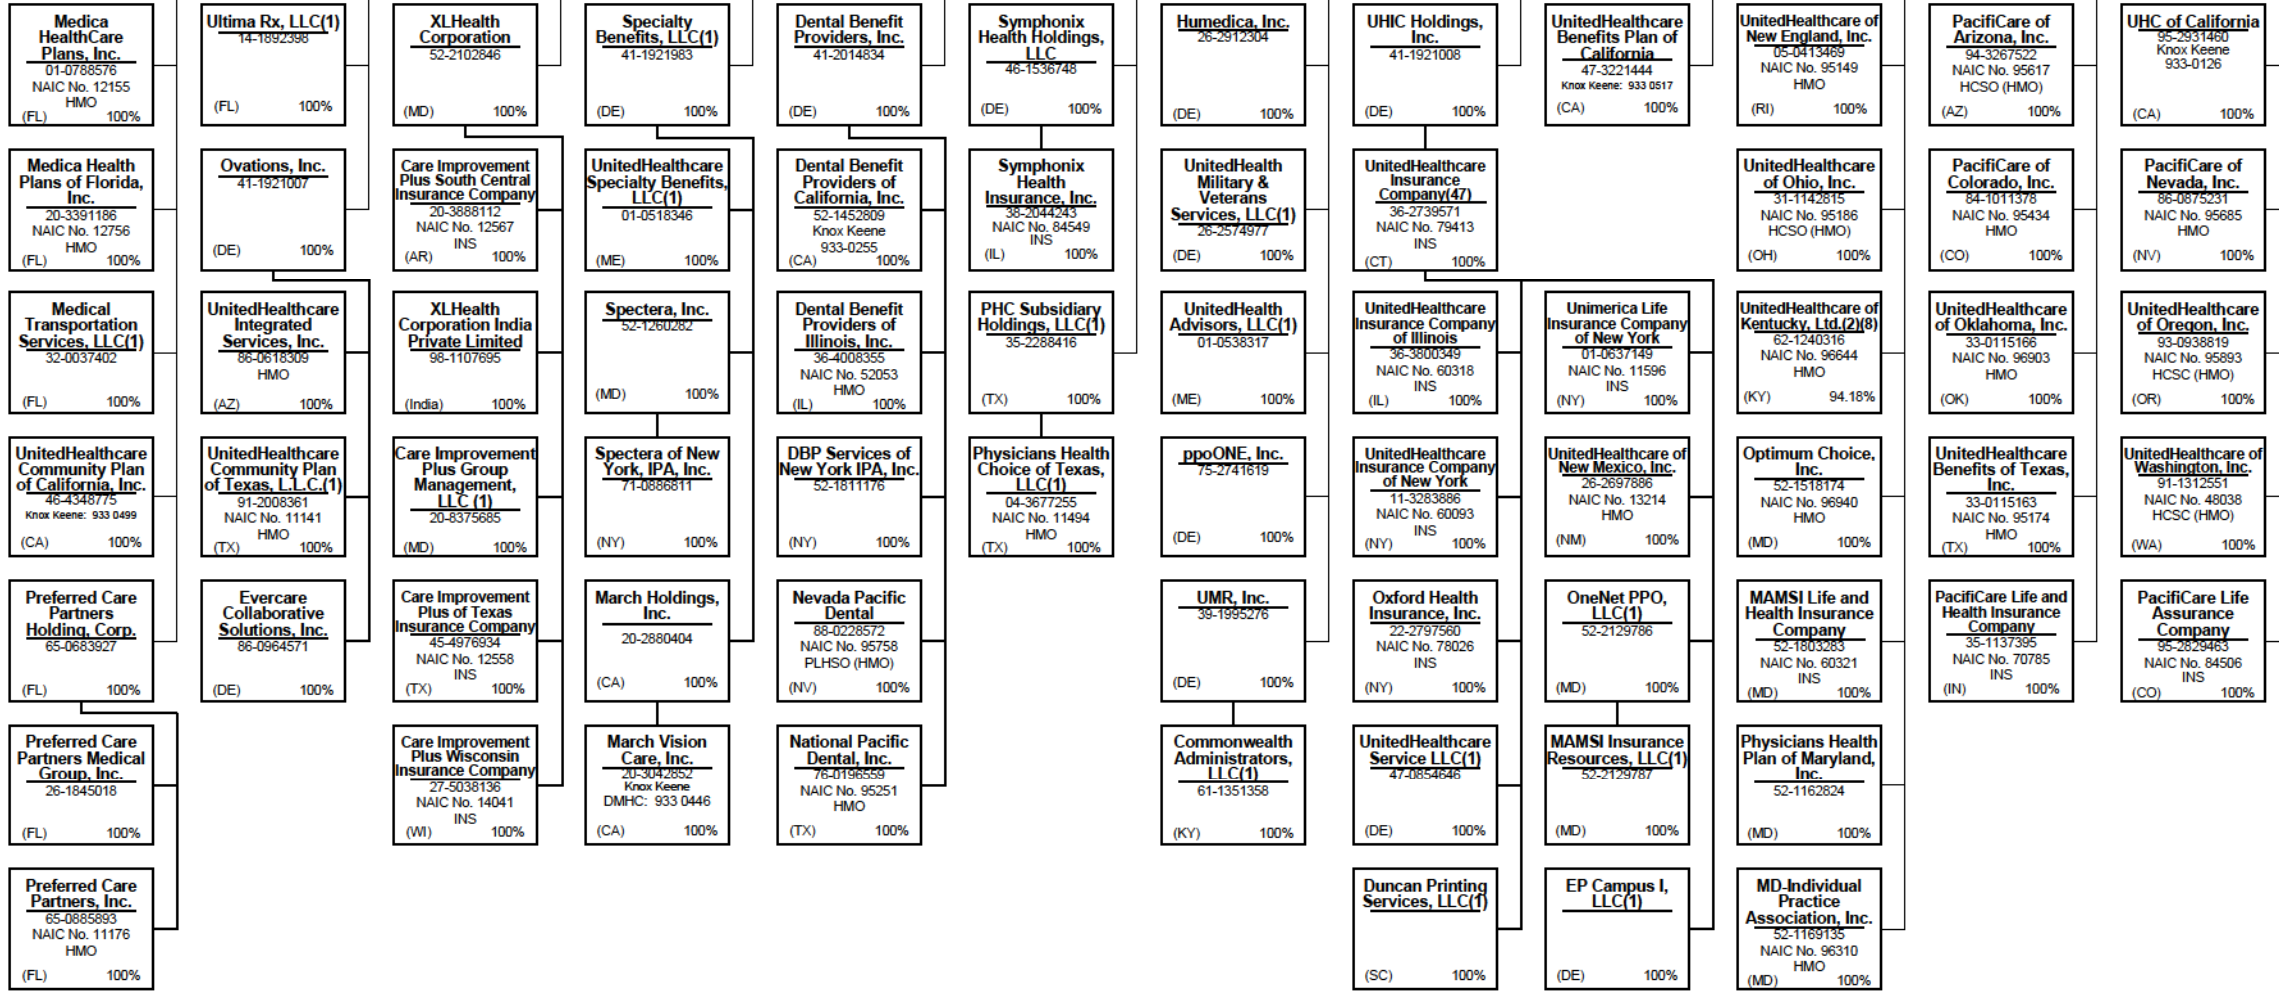 Medica
HealthCare
Plans, Inc.
01-0788576
NAIC No. 12155
HMO
(FL) 100%
Medica Health
Plans of Florida,
Inc.
20-3391186
NAIC No. 12756
HMO
(FL) 100%
Medical
Transportation
Services, LLC(1)
32-0037402
(FL) 100%
UnitedHealthcare
Community Plan
of California, Inc.
46-4348775
Knox Keene: 933 0499
(CA) 100%
Preferred Care
Partners
Holding, Corp.
65-0683927
(FL) 100%
Preferred Care
Partners Medical
Group, Inc.
26-1845018
(FL) 100%
Preferred Care
Partners, Inc.
65-0885893
NAIC No. 11176
HMO
(FL) 100%
Ultima Rx, LLC(1)
14-1892398
(FL) 100%
Ovations, Inc.
41-1921007
(DE) 100%
UnitedHealthcare
Integrated
Services, Inc.
86-0618309
HMO
(AZ) 100%
UnitedHealthcare
Community Plan
of Texas, L.L.C.(1)
91-2008361
NAIC No. 11141
HMO
(TX) 100%
Evercare
Collaborative
Solutions, Inc.
86-0964571
(DE) 100%
XLHealth
Corporation
52-2102846
(MD) 100%
Care Improvement
Plus South Central
Insurance Company
20-3888112
NAIC No. 12567
INS
(AR) 100%
XLHealth
Corporation India
Private Limited
98-1107695
(India) 100%
Care Improvement
Plus Group
Management,
LLC (1)
20-8375685
(MD) 100%
Care Improvement
Plus of Texas
Insurance Company
45-4976934
NAIC No. 12558
INS
(TX) 100%
Care Improvement
Plus Wisconsin
Insurance Company
27-5038136
NAIC No. 14041
INS
(WI) 100%
Specialty
Benefits, LLC(1)
41-1921983
(DE) 100%
UnitedHealthcare
Specialty Benefits,
LLC(1)
01-0518346
(ME) 100%
Spectera, Inc.
52-1260282
(MD) 100%
Spectera of New
York, IPA, Inc.
71-0886811
(NY) 100%
March Holdings,
Inc.
20-2880404
(CA) 100%
March Vision
Care, Inc.
20-3042852
Knox Keene
DMHC: 933 0446
(CA) 100%
Dental Benefit
Providers, Inc.
41-2014834
(DE) 100%
Dental Benefit
Providers of
California, Inc.
52-1452809
Knox Keene
933-0255
(CA) 100%
Dental Benefit
Providers of
Illinois, Inc.
36-4008355
NAIC No. 52053
HMO
(IL) 100%
DBP Services of
New York IPA, Inc.
52-1811176
(NY) 100%
Nevada Pacific
Dental
88-0228572
NAIC No. 95758
PLHSO (HMO)
(NV) 100%
National Pacific
Dental, Inc.
76-0196559
NAIC No. 95251
HMO
(TX) 100%
Symphonix
Health Holdings,
LLC
46-1536748
(DE) 100%
Symphonix
Health
Insurance, Inc.
38-2044243
NAIC No. 84549
INS
(IL) 100%
PHC Subsidiary
Holdings, LLC(1)
35-2288416
(TX) 100%
Physicians Health
Choice of Texas,
LLC(1)
04-3677255
NAIC No. 11494
HMO
(TX) 100%
Humedica, Inc.
26-2912304
(DE) 100%
UnitedHealth
Military &
Veterans
Services, LLC(1)
26-2574977
(DE) 100%
UnitedHealth
Advisors, LLC(1)
01-0538317
(ME) 100%
ppoONE, Inc.
75-2741619
(DE) 100%
UMR, Inc.
39-1995276
(DE) 100%
Commonwealth
Administrators,
LLC(1)
61-1351358
(KY) 100%
UHIC Holdings,
Inc.
41-1921008
(DE) 100%
UnitedHealthcare
Insurance
Company(47)
36-2739571
NAIC No. 79413
INS
(CT) 100%
UnitedHealthcare
Insurance Company
of Illinois
36-3800349
NAIC No. 60318
INS
(IL) 100%
UnitedHealthcare
Insurance Company
of New York
11-3283886
NAIC No. 60093
INS
(NY) 100%
Oxford Health
Insurance, Inc.
22-2797560
NAIC No. 78026
INS
(NY) 100%
UnitedHealthcare
Service LLC(1)
47-0854646
(DE) 100%
Duncan Printing
Services, LLC(1)
(SC) 100%
UnitedHealthcare
Benefits Plan of
California
47-3221444
Knox Keene: 933 0517
(CA) 100%
Unimerica Life
Insurance Company
of New York
01-0637149
NAIC No. 11596
INS
(NY) 100%
UnitedHealthcare of
New Mexico, Inc.
26-2697886
NAIC No. 13214
HMO
(NM) 100%
OneNet PPO,
LLC(1)
52-2129786
(MD) 100%
MAMSI Insurance
Resources, LLC(1)
52-2129787
(MD) 100%
EP Campus I,
LLC(1)
(DE) 100%
UnitedHealthcare of
New England, Inc.
05-0413469
NAIC No. 95149
HMO
(RI) 100%
UnitedHealthcare
of Ohio, Inc.
31-1142815
NAIC No. 95186
HCSO (HMO)
(OH) 100%
UnitedHealthcare of
Kentucky, Ltd.(2)(8)
62-1240316
NAIC No. 96644
HMO
(KY) 94.18%
Optimum Choice,
Inc.
52-1518174
NAIC No. 96940
HMO
(MD) 100%
MAMSI Life and
Health Insurance
Company
52-1803283
NAIC No. 60321
INS
(MD) 100%
Physicians Health
Plan of Maryland,
Inc.
52-1162824
(MD) 100%
MD-Individual
Practice
Association, Inc.
52-1169135
NAIC No. 96310
HMO
(MD) 100%
PacifiCare of
Arizona, Inc.
94-3267522
NAIC No. 95617
HCSO (HMO)
(AZ) 100%
PacifiCare of
Colorado, Inc.
84-1011378
NAIC No. 95434
HMO
(CO) 100%
UnitedHealthcare
of Oklahoma, Inc.
33-0115166
NAIC No. 96903
HMO
(OK) 100%
UnitedHealthcare
Benefits of Texas,
Inc.
33-0115163
NAIC No. 95174
HMO
(TX) 100%
PacifiCare Life and
Health Insurance
Company
35-1137395
NAIC No. 70785
INS
(IN) 100%
UHC of California
95-2931460
Knox Keene
933-0126
(CA) 100%
PacifiCare of
Nevada, Inc.
86-0875231
NAIC No. 95685
HMO
(NV) 100%
UnitedHealthcare
of Oregon, Inc.
93-0938819
NAIC No. 95893
HCSC (HMO)
(OR) 100%
UnitedHealthcare of
Washington, Inc.
91-1312551
NAIC No. 48038
HCSC (HMO)
(WA) 100%
PacifiCare Life
Assurance
Company
95-2829463
NAIC No. 84506
INS
(CO) 100%